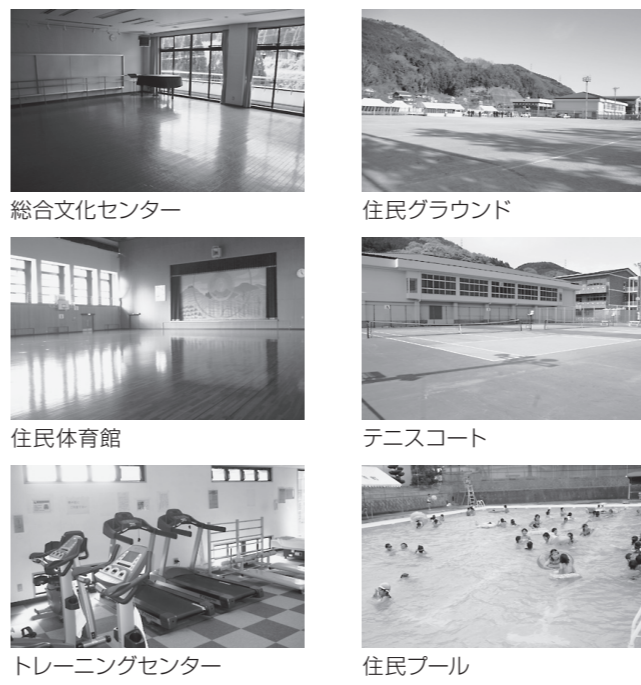 総合文化センター
住民グラウンド
住民体育館
テニスコート
トレーニングセンター
住民プール